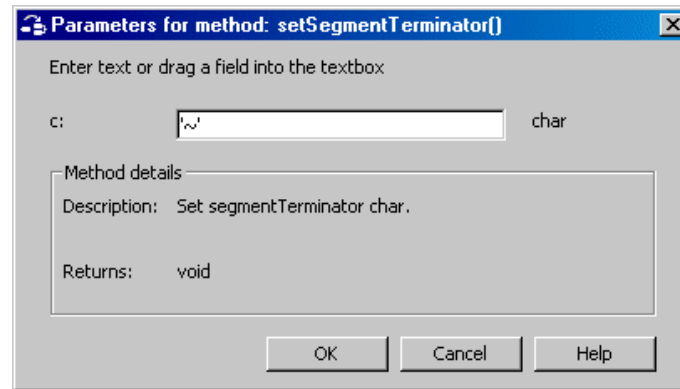 Parameters for method: setSegmentTerminator()
Enter text or drag a field into the textbox
c: '~' char
Method details
Description: Set segmentTerminator char.
Returns: void
OK Cancel Help